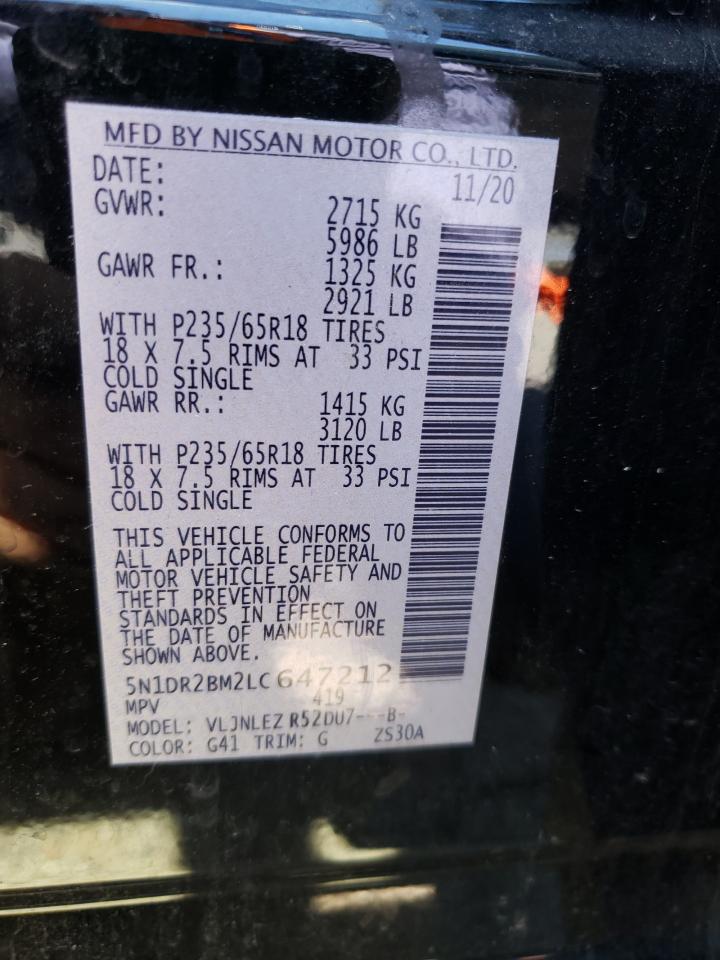 MFD BY NISSAN MOTOR CO., LTD.
DATE: 11/20
GVWR: 2715 KG
5986 LB
GAWR FR.: 1325 KG
2921 LB
WITH P235/65R18 TIRES
18 X 7.5 RIMS AT 33 PSI
COLD SINGLE
GAWR RR.: 1415 KG
3120 LB
WITH P235/65R18 TIRES
18 X 7.5 RIMS AT 33 PSI
COLD SINGLE
THIS VEHICLE CONFORMS TO
ALL APPLICABLE FEDERAL
MOTOR VEHICLE SAFETY AND
THEFT PREVENTION
STANDARDS IN EFFECT ON
THE DATE OF MANUFACTURE
SHOWN ABOVE.
5N1DR2BM2LC647212
MPV 419
MODEL: VLJNLEZ R52DU7---B-
COLOR: G41 TRIM: G ZS30A